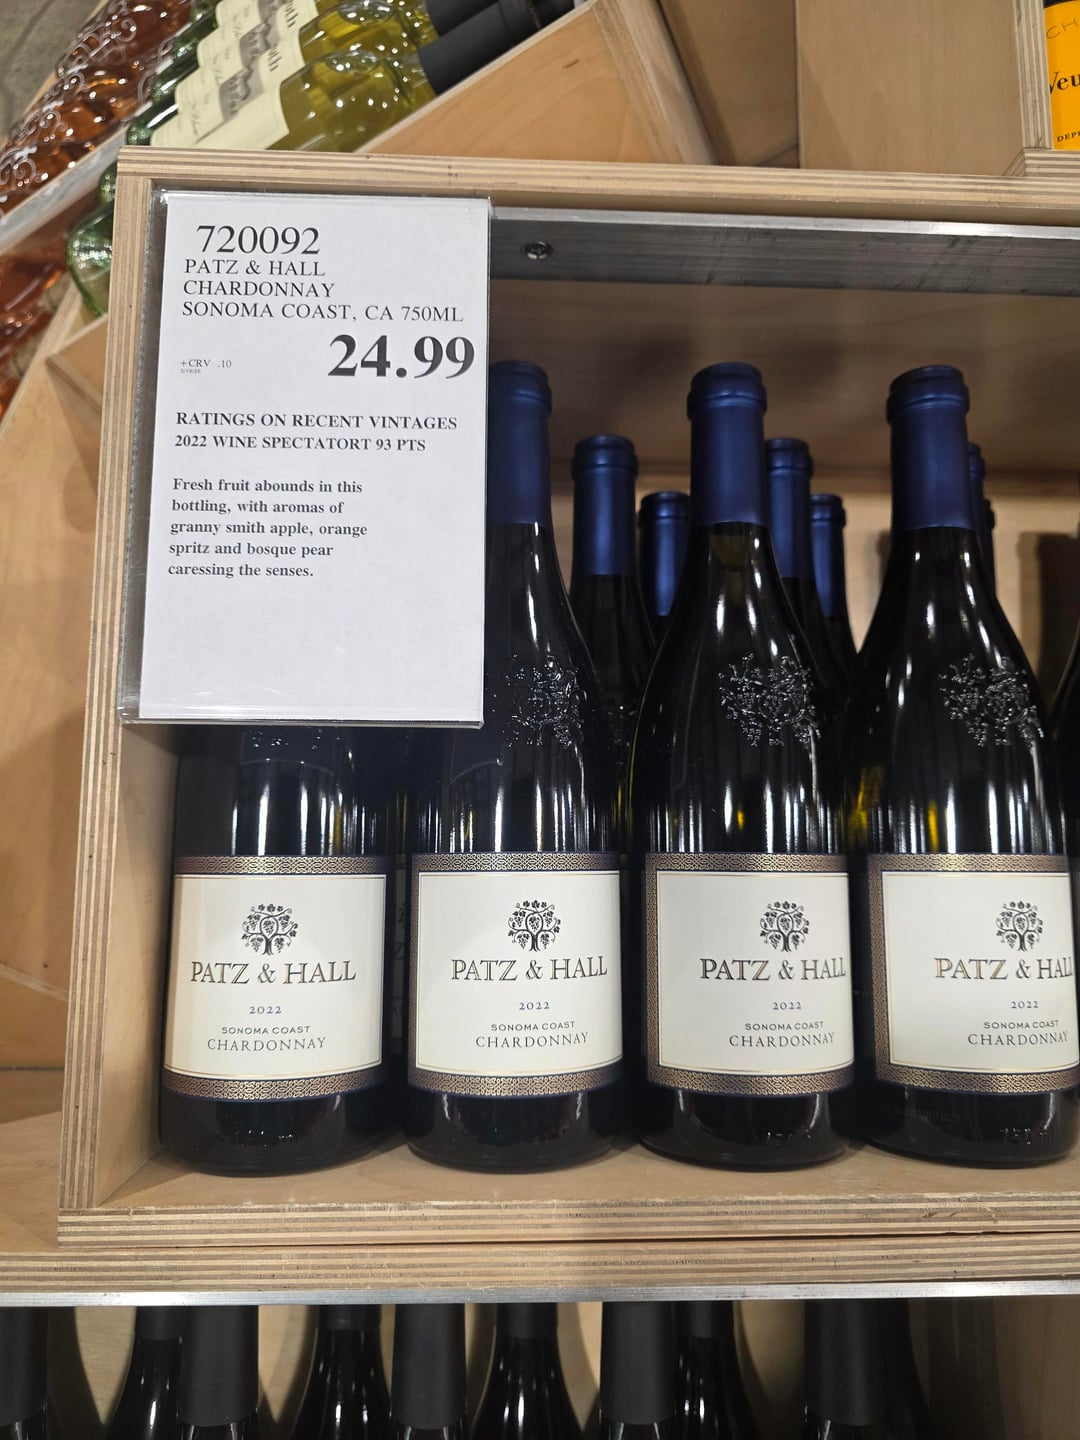 720092
PATZ & HALL
CHARDONNAY
SONOMA COAST, CA 750ML
24.99
+CRV .10
RATINGS ON RECENT VINTAGES
2022 WINE SPECTATORT 93 PTS
Fresh fruit abounds in this
bottling, with aromas of
granny smith apple, orange
spritz and bosque pear
caressing the senses.
PATZ & HALL
2022
SONOMA COAST
CHARDONNAY
PATZ & HALL
2022
SONOMA COAST
CHARDONNAY
PATZ & HALL
2022
SONOMA COAST
CHARDONNAY
PATZ & HALL
2022
SONOMA COAST
CHARDONNAY